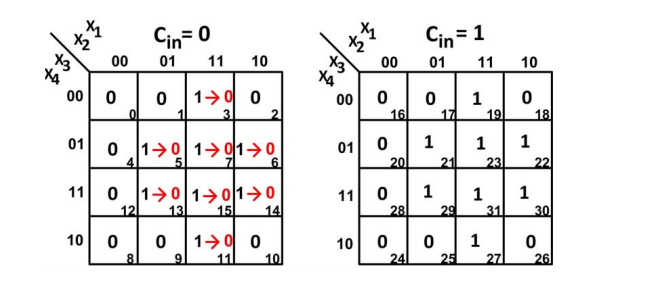 X1 Cin = 0 X1 Cin = 1
X2 X2
X3 00 01 11 10 X3 00 01 11 10
X4 X4
00 0 0 1→0 0 00 0 0 1 0
0 1 3 2 16 17 19 18
01 0 1→0 1→0 1→0 01 0 1 1 1
4 5 7 6 20 21 23 22
11 0 1→0 1→0 1→0 11 0 1 1 1
12 13 15 14 28 29 31 30
10 0 0 1→0 0 10 0 0 1 0
8 9 11 10 24 25 27 26